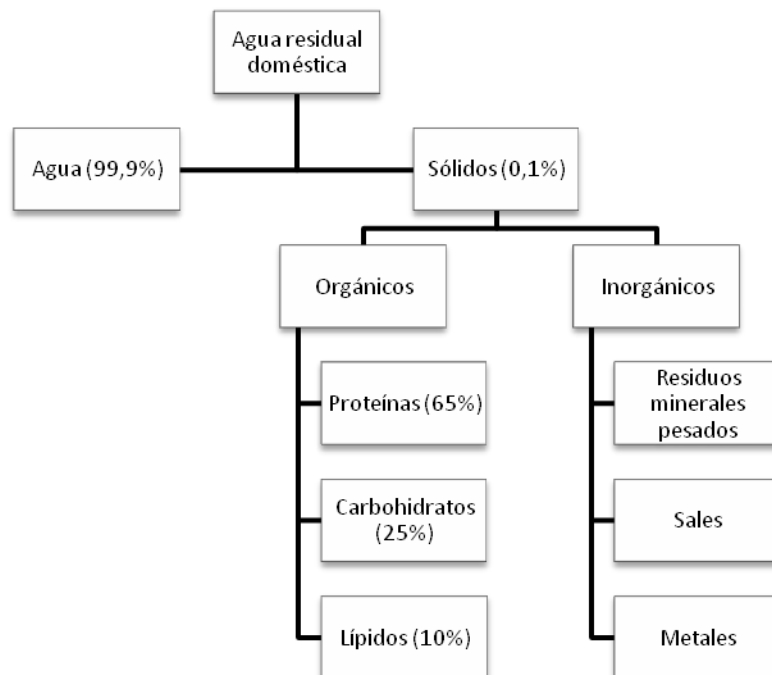 Agua residual
doméstica
Agua (99,9%)
Sólidos (0,1%)
Orgánicos
Inorgánicos
Proteínas (65%)
Residuos
minerales
pesados
Carbohidratos
(25%)
Sales
Lípidos (10%)
Metales